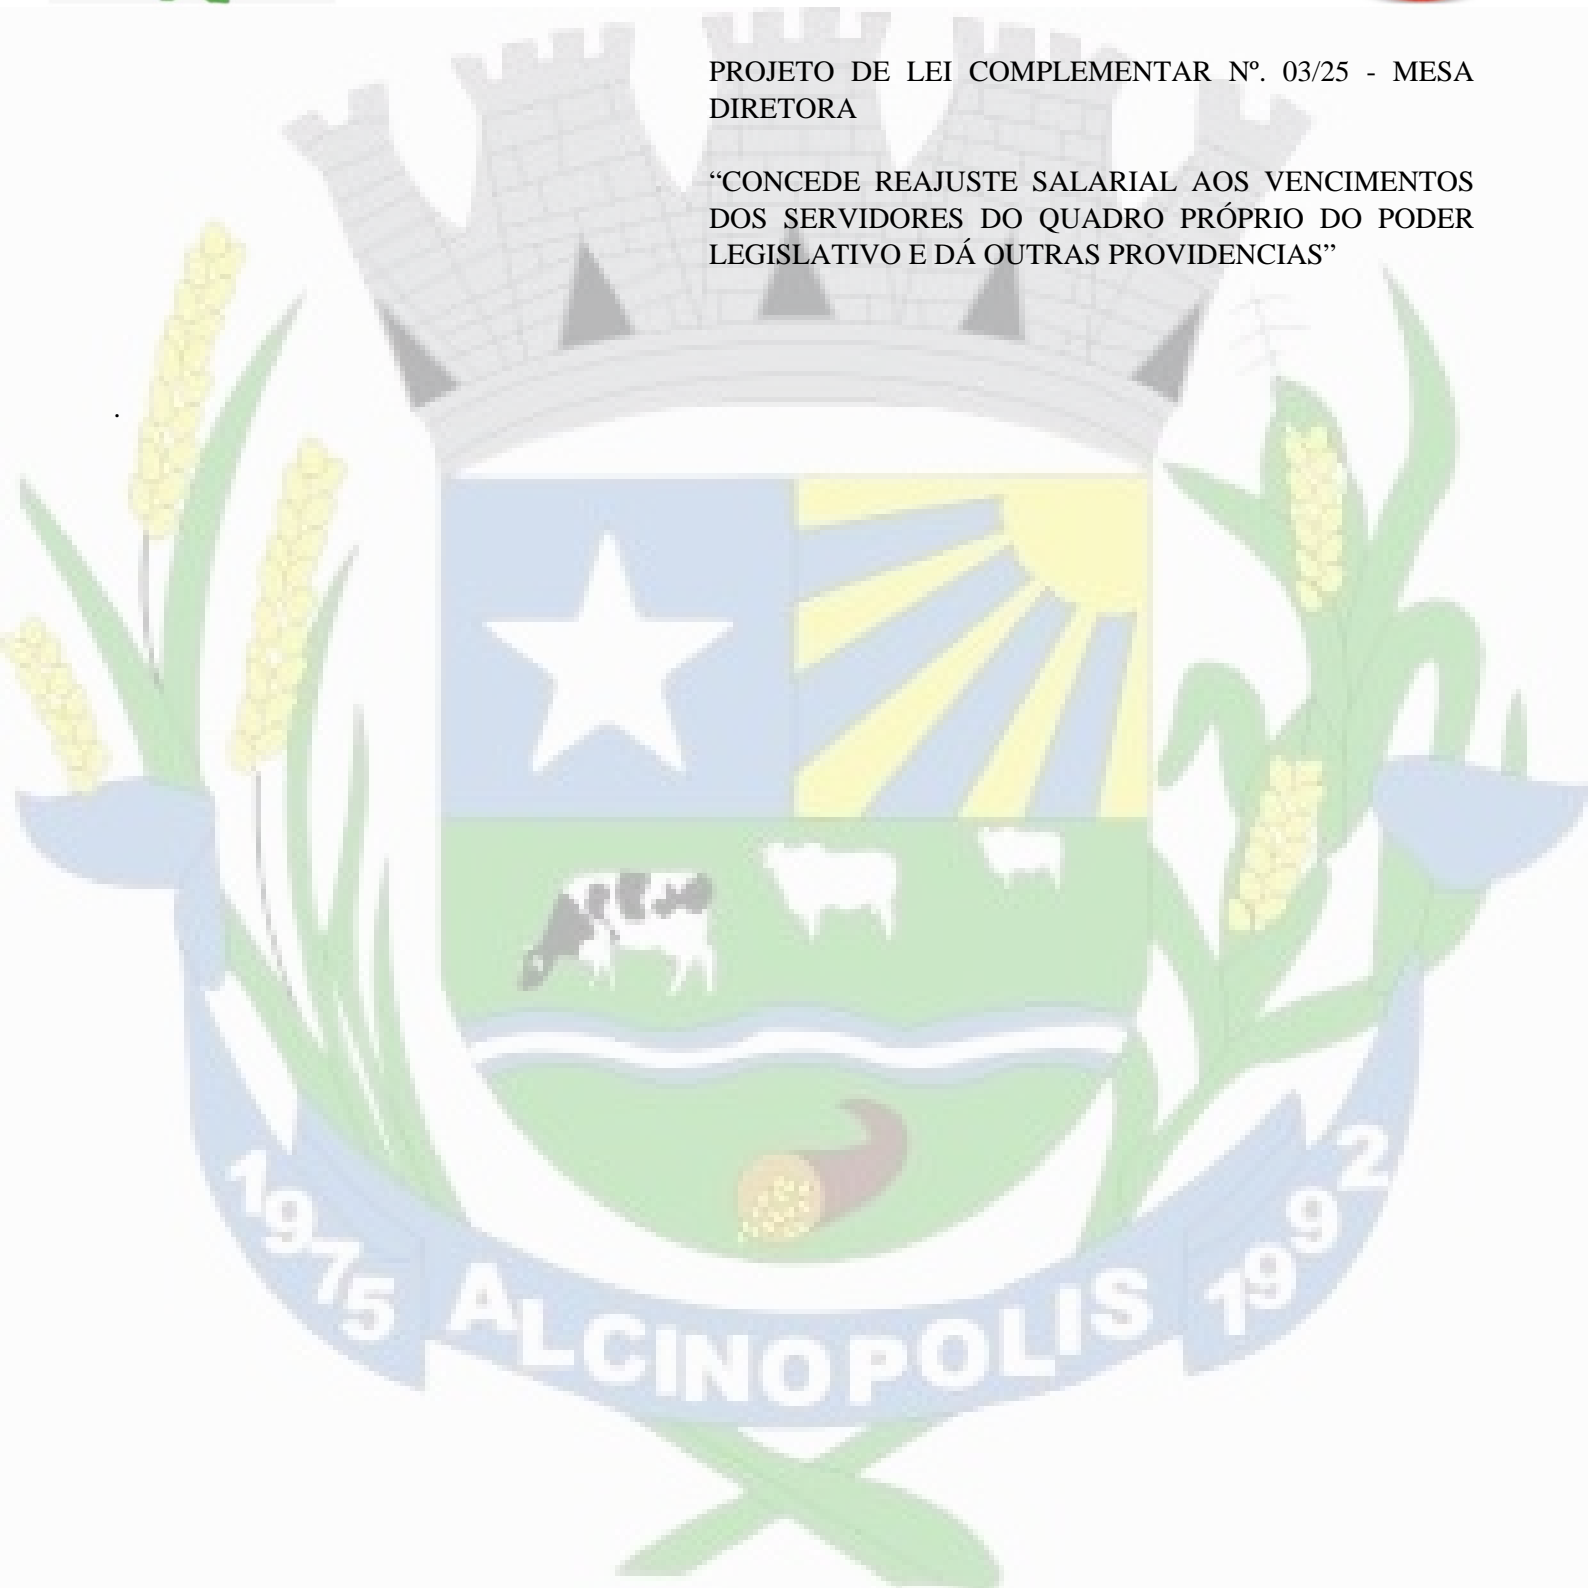 PROJETO DE LEI COMPLEMENTAR Nº. 03/25 - MESA
DIRETORA
“CONCEDE REAJUSTE SALARIAL AOS VENCIMENTOS
DOS SERVIDORES DO QUADRO PRÓPRIO DO PODER
LEGISLATIVO E DÁ OUTRAS PROVIDENCIAS”
.
1975 ALCINOPOLIS 1992